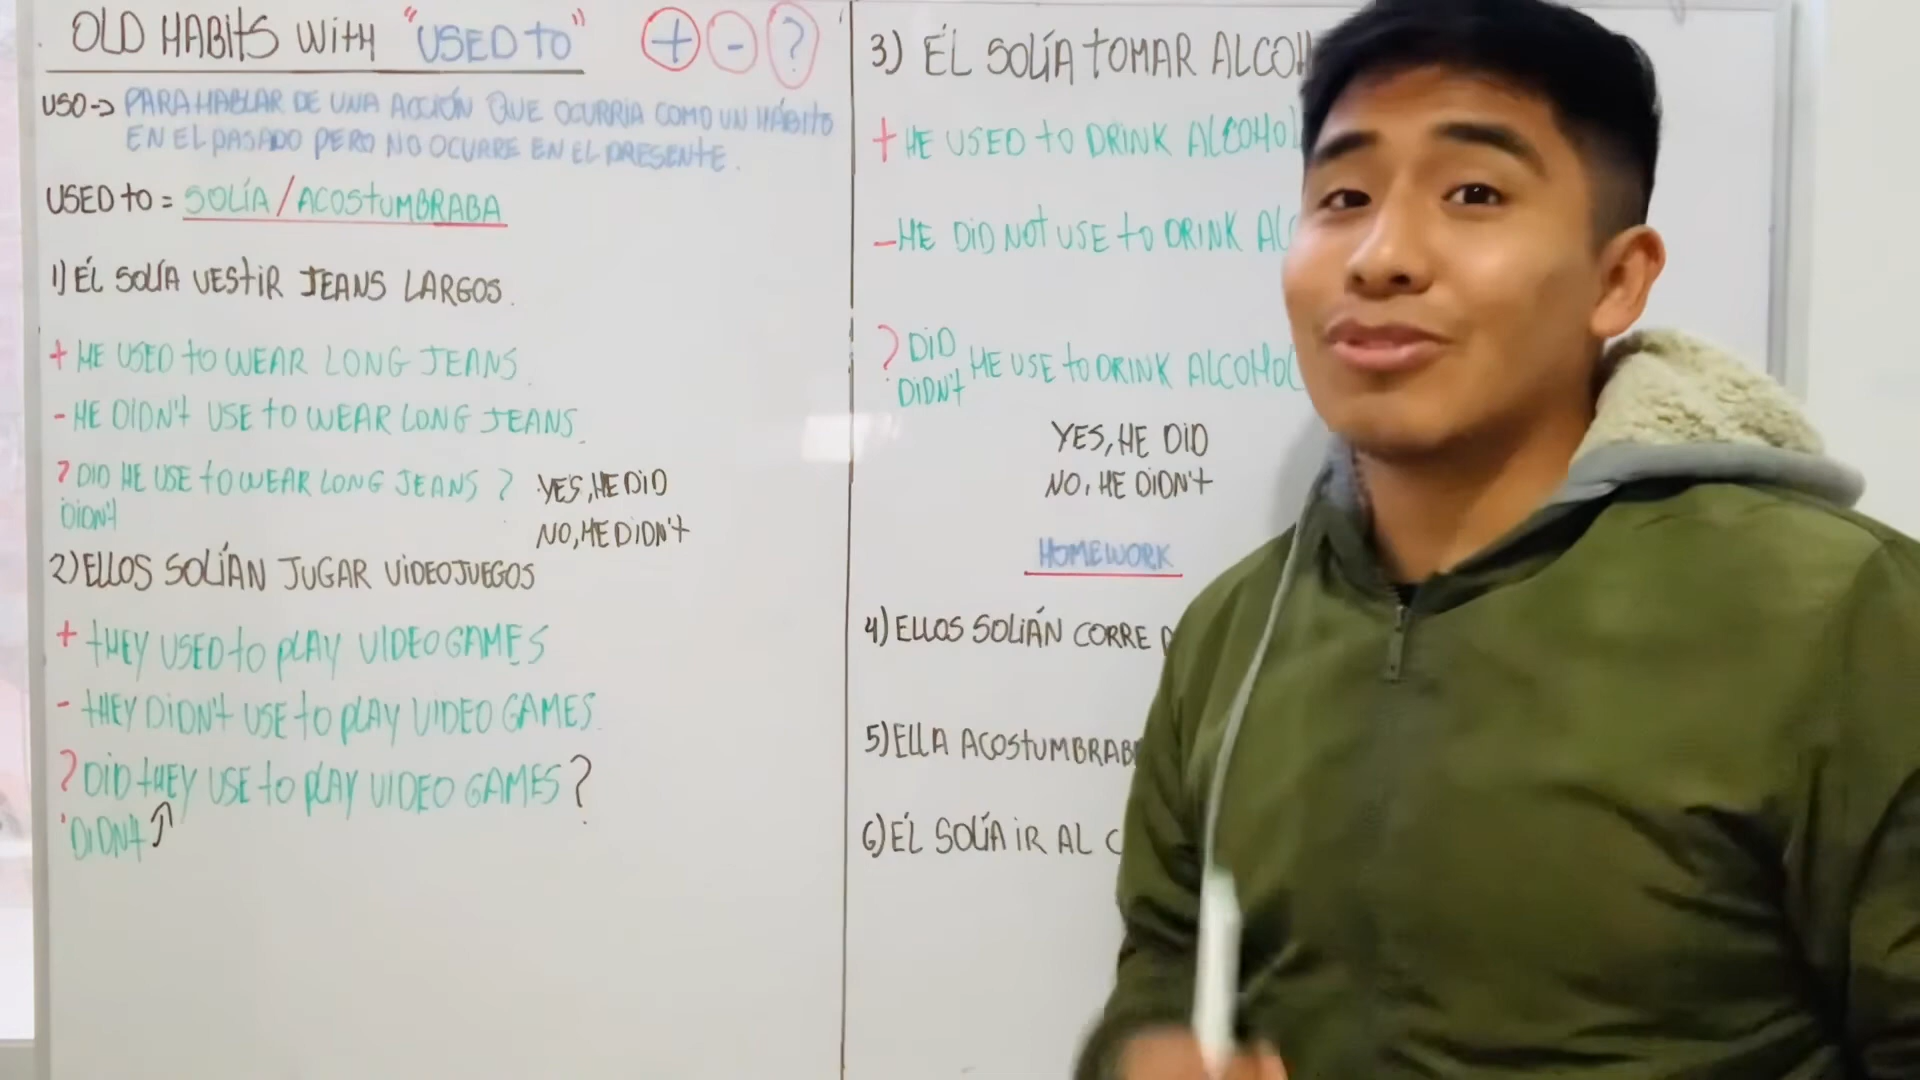 OLD HABITS WITH "USED TO" + - ?
USO → PARA HABLAR DE UNA ACCIÓN QUE OCURRIA COMO UN HÁBITO
EN EL PASADO PERO NO OCURRE EN EL PRESENTE.
USED TO = SOLÍA / ACOSTUMBRABA
1) ÉL SOLÍA VESTIR JEANS LARGOS.
+ HE USED TO WEAR LONG JEANS.
- HE DIDN'T USE TO WEAR LONG JEANS.
? DID HE USE TO WEAR LONG JEANS ?
DIDN'T
YES, HE DID
NO, HE DIDN'T
2) ELLOS SOLÍAN JUGAR VIDEOJUEGOS
+ THEY USED TO PLAY VIDEOGAMES
- THEY DIDN'T USE TO PLAY VIDEO GAMES.
? DID THEY USE TO PLAY VIDEO GAMES ?
DIDN'T
3) ÉL SOLÍA TOMAR ALCOH
+ HE USED TO DRINK ALCOHOL
- HE DID NOT USE TO DRINK ALC
? DID HE USE TO DRINK ALCOHOL
DIDN'T
YES, HE DID
NO, HE DIDN'T
HOMEWORK
4) ELLOS SOLIÁN CORRE
5) ELLA ACOSTUMBRAB
6) ÉL SOLÍA IR AL C